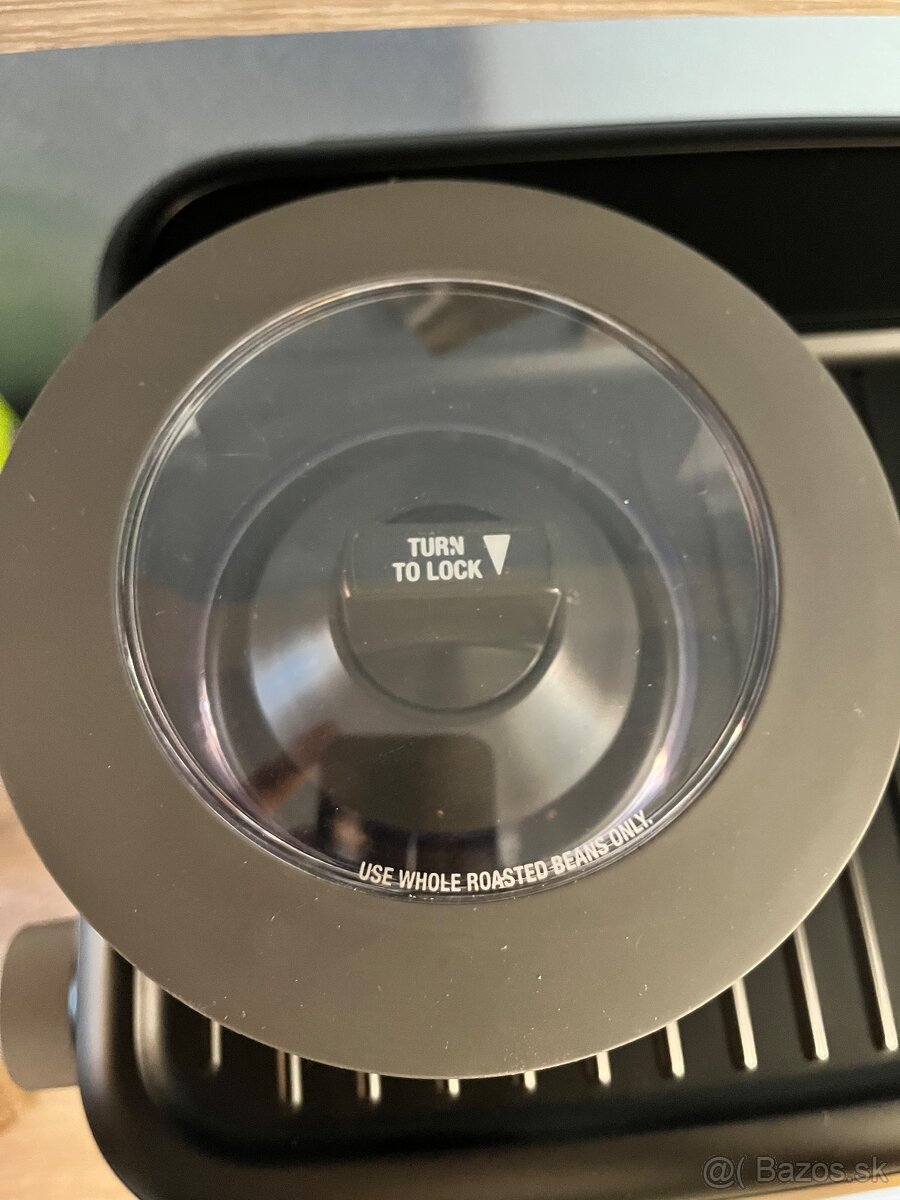 TURN
TO LOCK
USE WHOLE ROASTED BEANS ONLY.
@( Bazos.sk